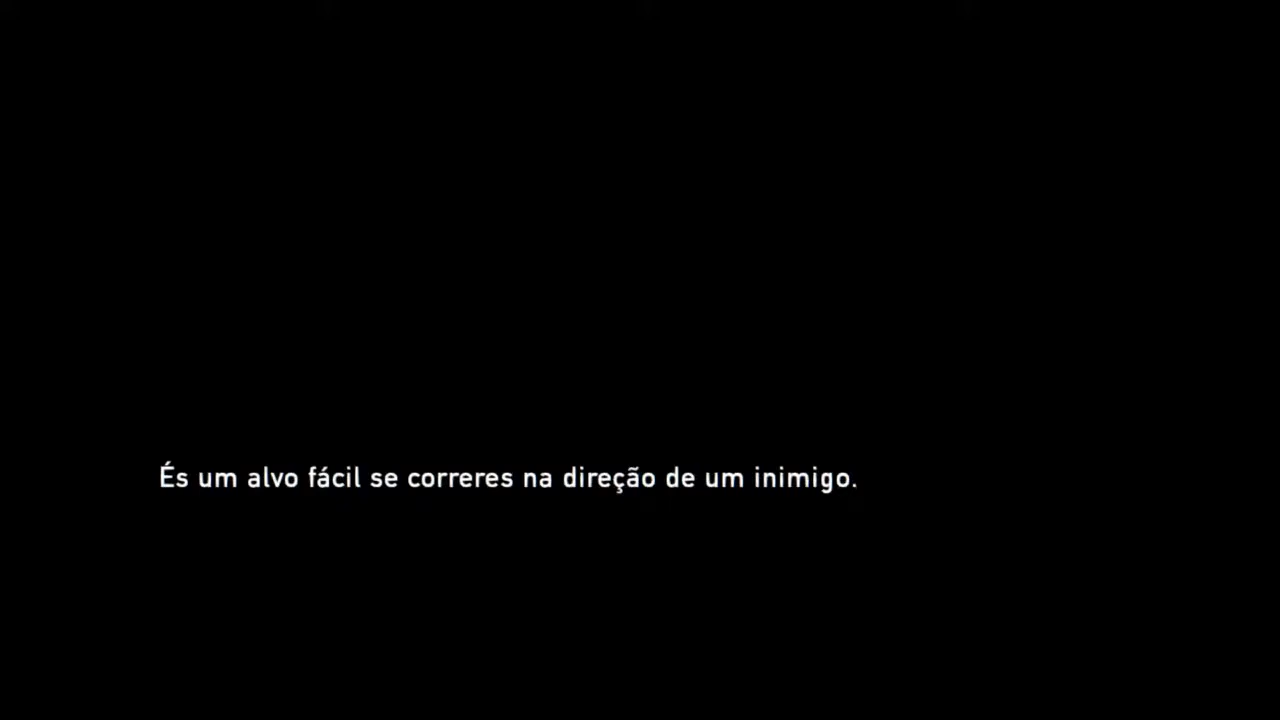 És um alvo fácil se correres na direção de um inimigo.